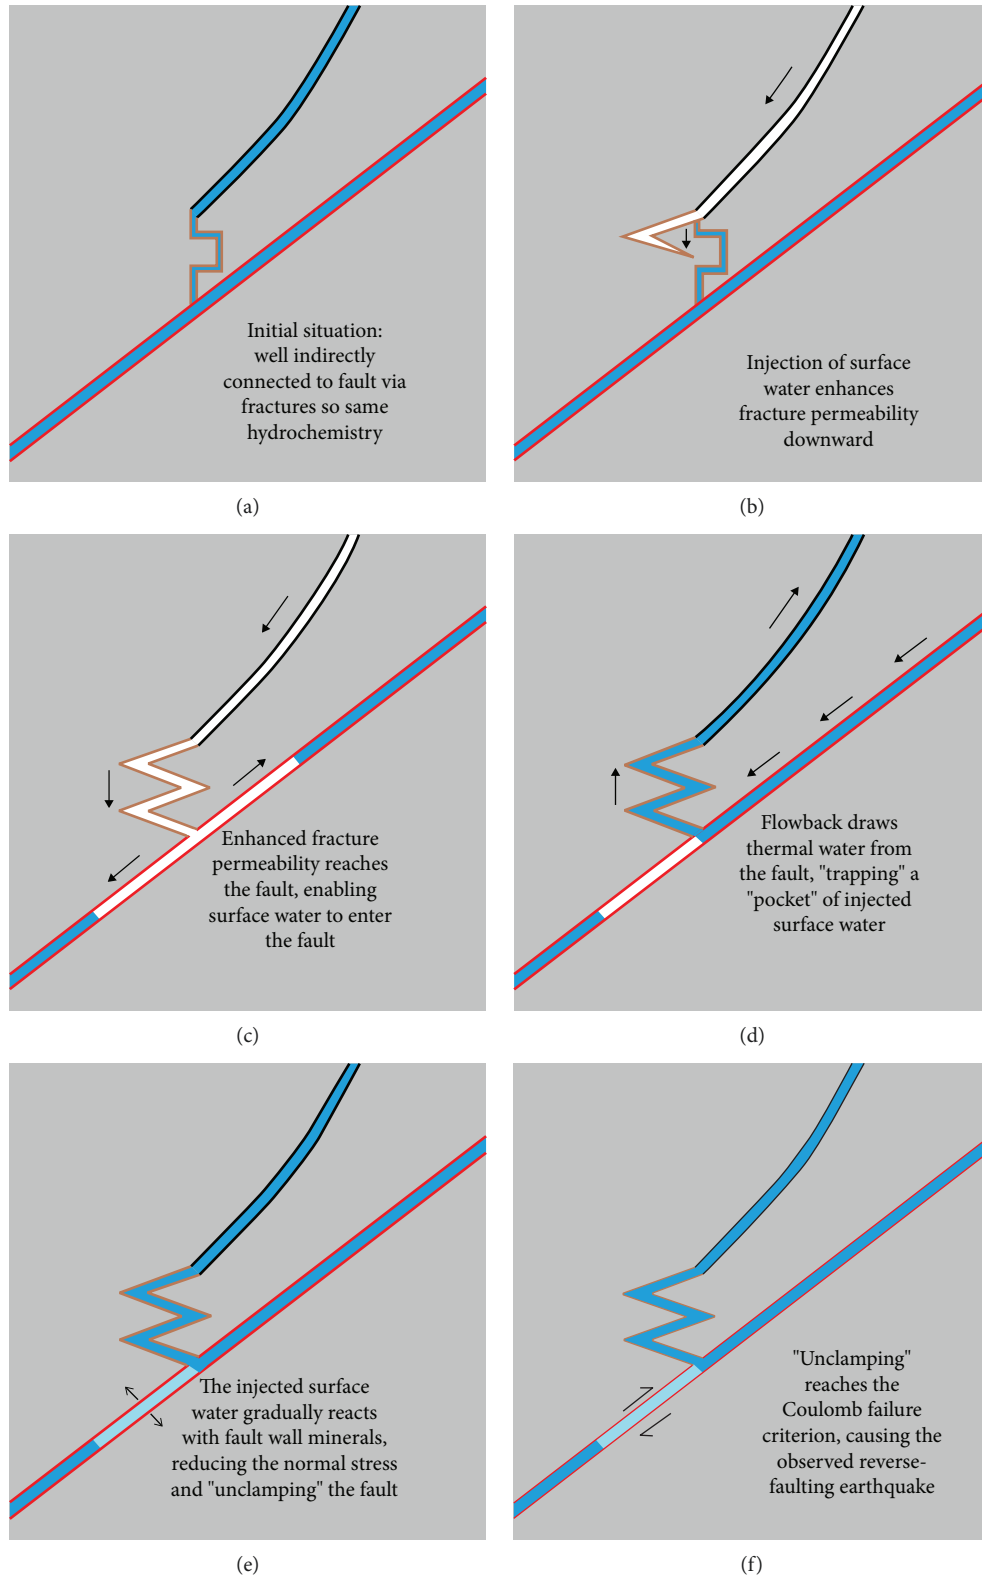 Initial situation:
well indirectly
connected to fault via
fractures so same
hydrochemistry
(a)
Injection of surface
water enhances
fracture permeability
downward
(b)
Enhanced fracture
permeability reaches
the fault, enabling
surface water to enter
the fault
(c)
Flowback draws
thermal water from
the fault, "trapping" a
"pocket" of injected
surface water
(d)
The injected surface
water gradually reacts
with fault wall minerals,
reducing the normal stress
and "unclamping" the fault
(e)
"Unclamping"
reaches the
Coulomb failure
criterion, causing the
observed reverse-
faulting earthquake
(f)